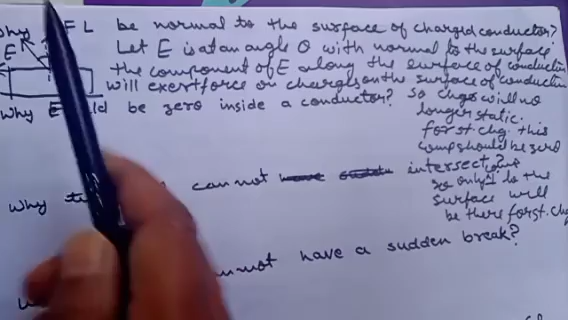 Why EL be normal to the surface of charged conductor?
Let E is at an angle θ with normal to the surface
E
the component of E along the surface of conductor
will exert force on charges on the surface of conductor
so chgs will no
longer static.
for st. chg. this
comp should be zero
Why E be zero inside a conductor?
so only ⊥ to the
surface will
be there for st. chg
Why cannot intersect?
cannot have a sudden break?